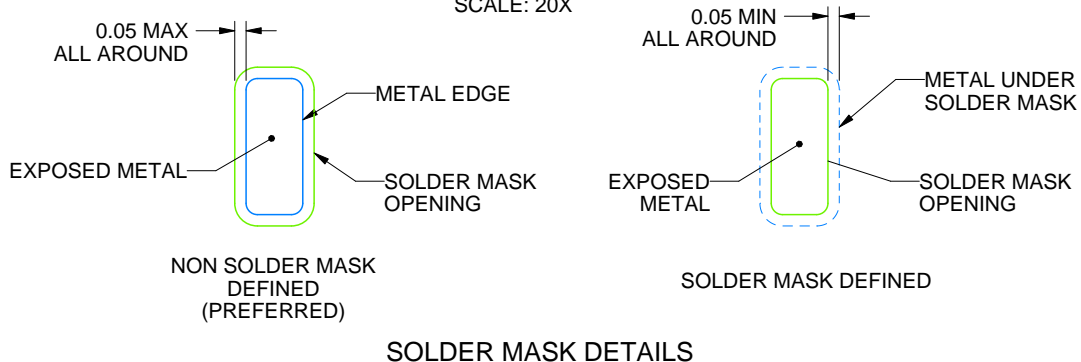 SCALE: 20X
0.05 MAX
ALL AROUND
METAL EDGE
EXPOSED METAL
SOLDER MASK
OPENING
NON SOLDER MASK
DEFINED
(PREFERRED)
0.05 MIN
ALL AROUND
METAL UNDER
SOLDER MASK
EXPOSED
METAL
SOLDER MASK
OPENING
SOLDER MASK DEFINED
SOLDER MASK DETAILS